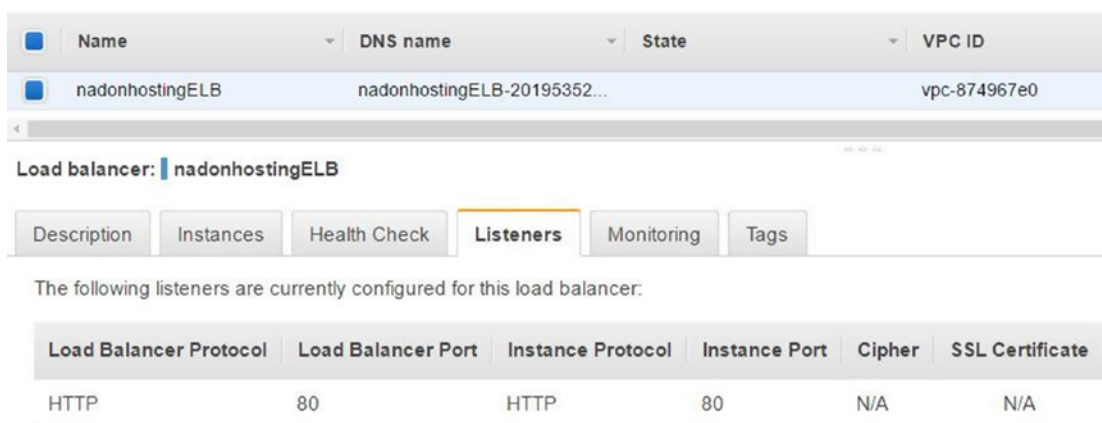 Name DNS name State VPC ID
nadonhostingELB nadonhostingELB-20195352... vpc-874967e0
Load balancer: nadonhostingELB
Description Instances Health Check Listeners Monitoring Tags
The following listeners are currently configured for this load balancer:
Load Balancer Protocol Load Balancer Port Instance Protocol Instance Port Cipher SSL Certificate
HTTP 80 HTTP 80 N/A N/A